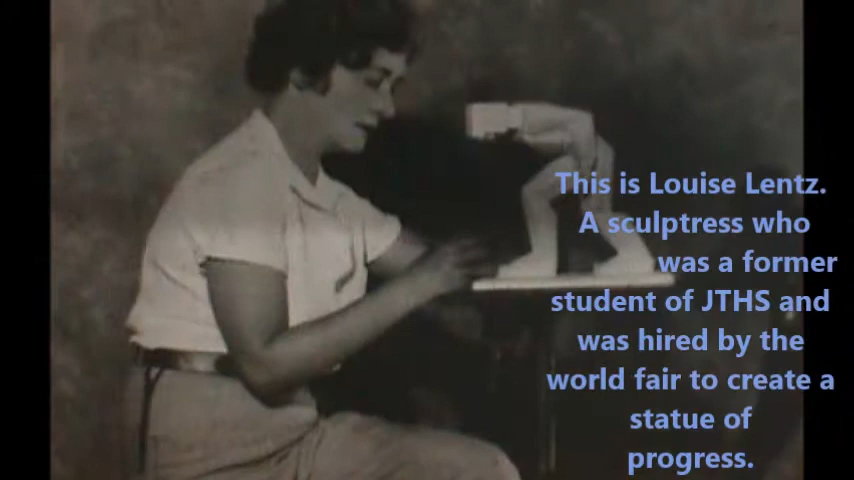 This is Louise Lentz.
A sculptress who
was a former
student of JTHS and
was hired by the
world fair to create a
statue of
progress.